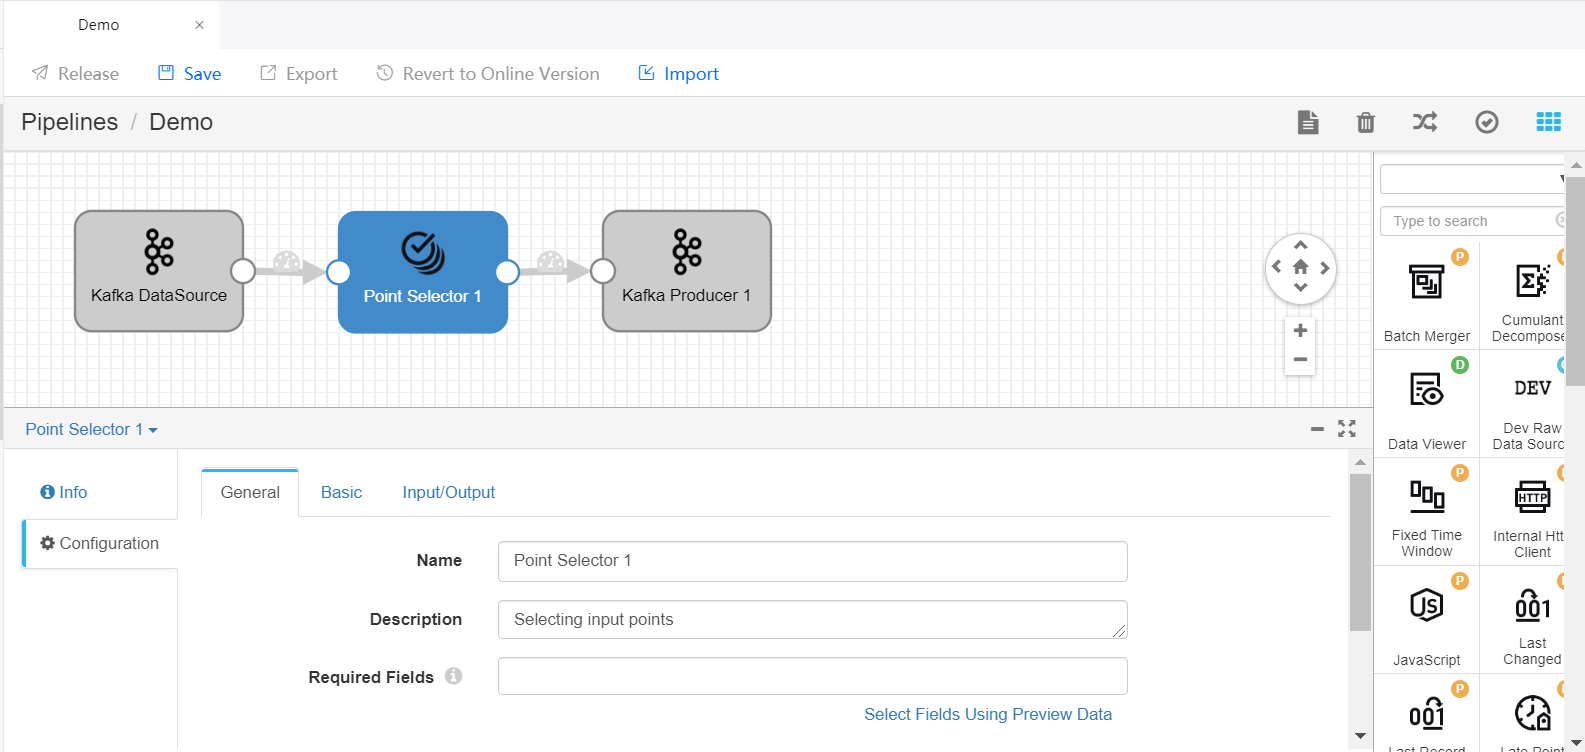 Demo ×
Release Save Export Revert to Online Version Import
Pipelines / Demo
Kafka DataSource
Point Selector 1
Kafka Producer 1
Type to search
P
Batch Merger
Cumulant
Decompose
D
Data Viewer
DEV
Dev Raw
Data Sourc
P
Fixed Time
Window
HTTP
Internal Htt
Client
P
JS
JavaScript
001
Last
Changed
P
001
Last Record
Late Point
Point Selector 1
Info
Configuration
General Basic Input/Output
Name Point Selector 1
Description Selecting input points
Required Fields
Select Fields Using Preview Data